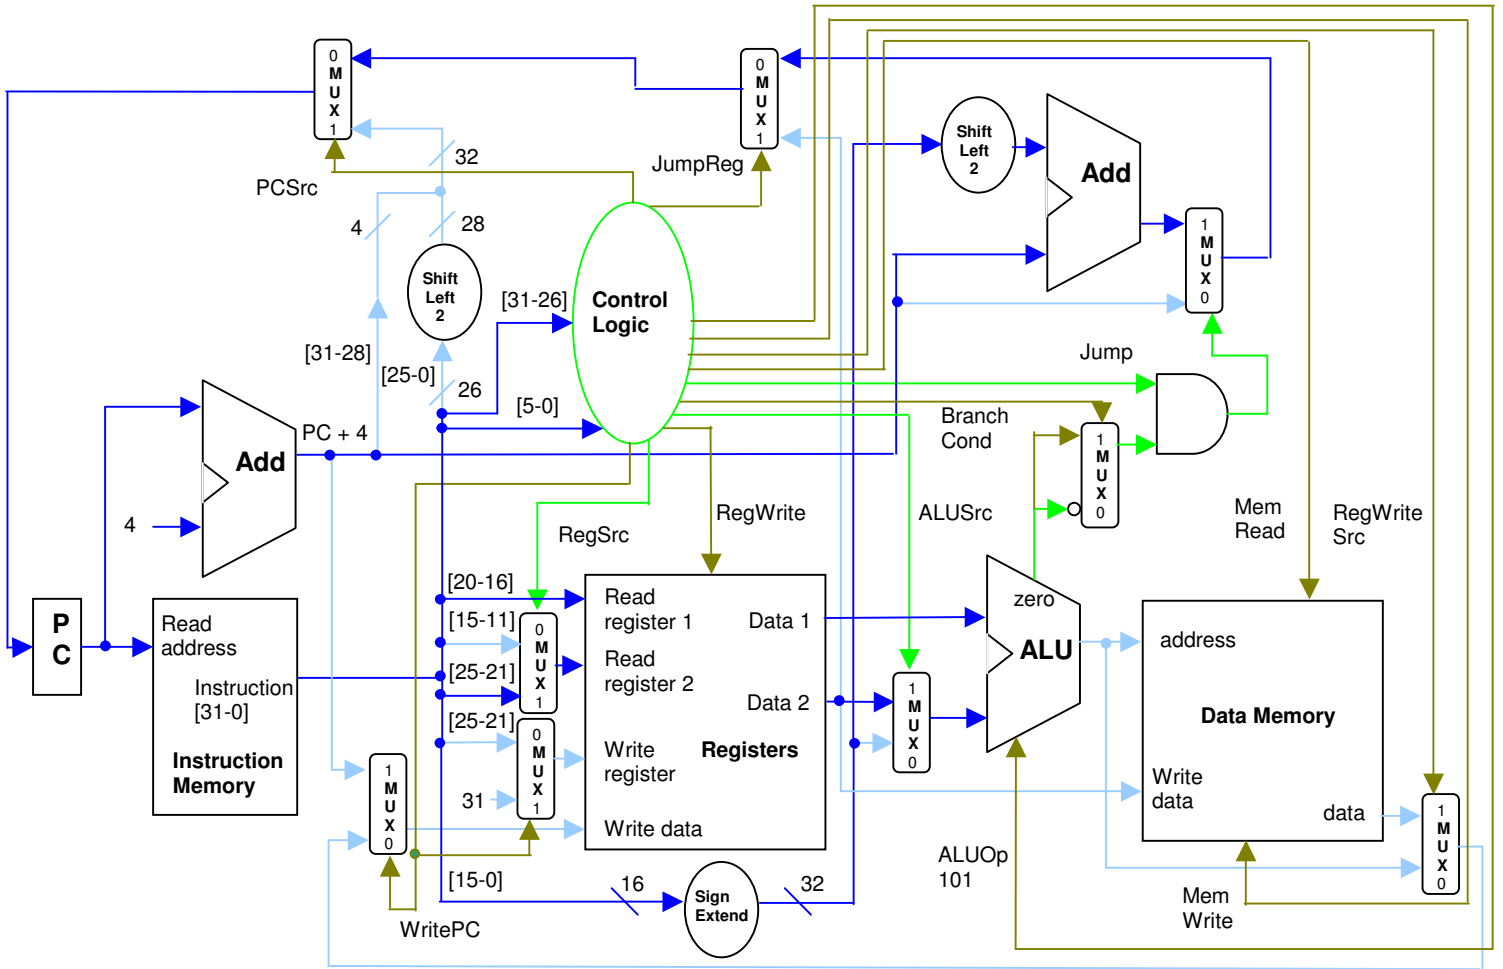 0
M
U
X
1
32
PCSrc
4
28
Shift
Left
2
[31-28]
[25-0]
26
[31-26]
[5-0]
Control
Logic
0
M
U
X
1
JumpReg
Shift
Left
2
Add
1
M
U
X
0
Jump
Branch
Cond
1
M
U
X
0
PC + 4
Add
4
P
C
Read
address
Instruction
[31-0]
Instruction
Memory
RegSrc
RegWrite
ALUSrc
Mem
Read
RegWrite
Src
[20-16]
[15-11]
[25-21]
[25-21]
0
M
U
X
1
0
M
U
X
1
31
Read
register 1
Read
register 2
Write
register
Write data
Data 1
Data 2
Registers
1
M
U
X
0
zero
ALU
address
Data Memory
Write
data
data
1
M
U
X
0
1
M
U
X
0
[15-0]
16
Sign
Extend
32
WritePC
ALUOp
101
Mem
Write